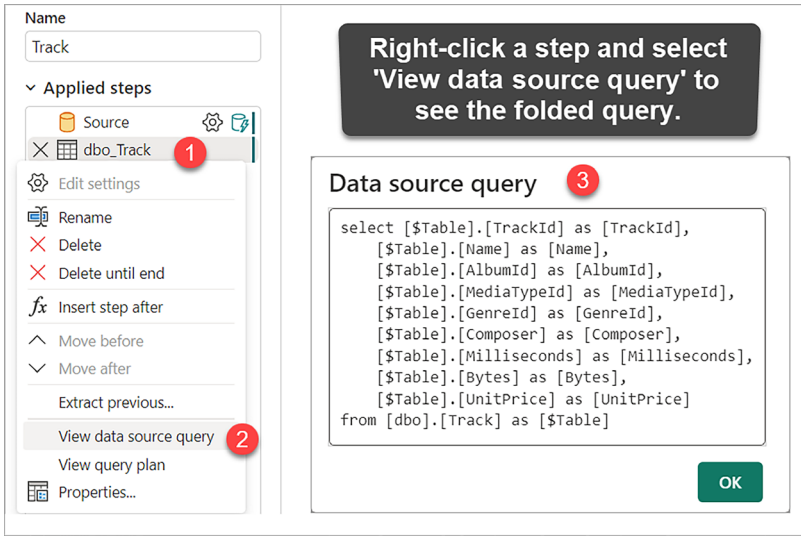 Name
Track
Applied steps
Source
dbo_Track
1
Edit settings
Rename
Delete
Delete until end
fx Insert step after
Move before
Move after
Extract previous...
View data source query
2
View query plan
Properties...
Right-click a step and select
'View data source query' to
see the folded query.
Data source query
3
select [$Table].[TrackId] as [TrackId],
[$Table].[Name] as [Name],
[$Table].[AlbumId] as [AlbumId],
[$Table].[MediaTypeId] as [MediaTypeId],
[$Table].[GenreId] as [GenreId],
[$Table].[Composer] as [Composer],
[$Table].[Milliseconds] as [Milliseconds],
[$Table].[Bytes] as [Bytes],
[$Table].[UnitPrice] as [UnitPrice]
from [dbo].[Track] as [$Table]
OK